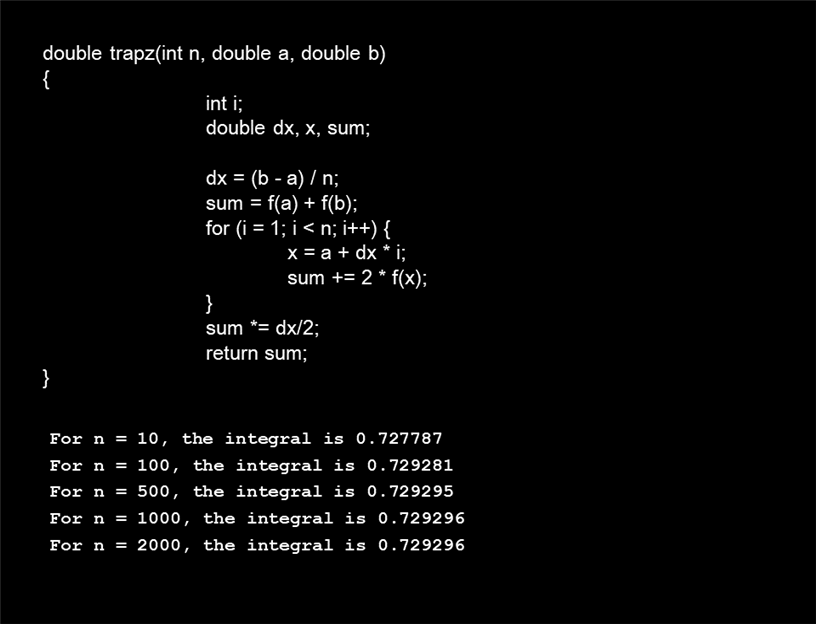 double trapz(int n, double a, double b)
{
int i;
double dx, x, sum;
dx = (b - a) / n;
sum = f(a) + f(b);
for (i = 1; i < n; i++) {
x = a + dx * i;
sum += 2 * f(x);
}
sum *= dx/2;
return sum;
}
For n = 10, the integral is 0.727787
For n = 100, the integral is 0.729281
For n = 500, the integral is 0.729295
For n = 1000, the integral is 0.729296
For n = 2000, the integral is 0.729296